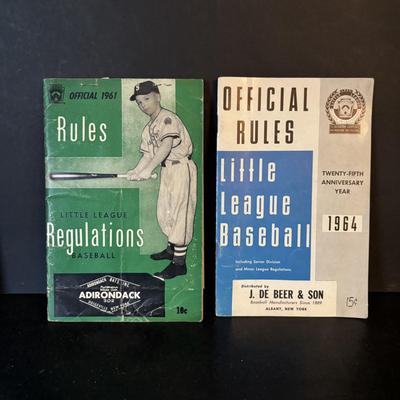 OFFICIAL 1961
Rules
LITTLE LEAGUE
Regulations
BASEBALL
ADIRONDACK
302
10c
OFFICIAL
RULES
Little
League
Baseball
TWENTY-FIFTH
ANNIVERSARY
YEAR
1964
Including Senior Division
and Minor League Regulations
Distributed by
J. DE BEER & SON
Baseball Manufacturers Since 1889
ALBANY, NEW YORK
15¢